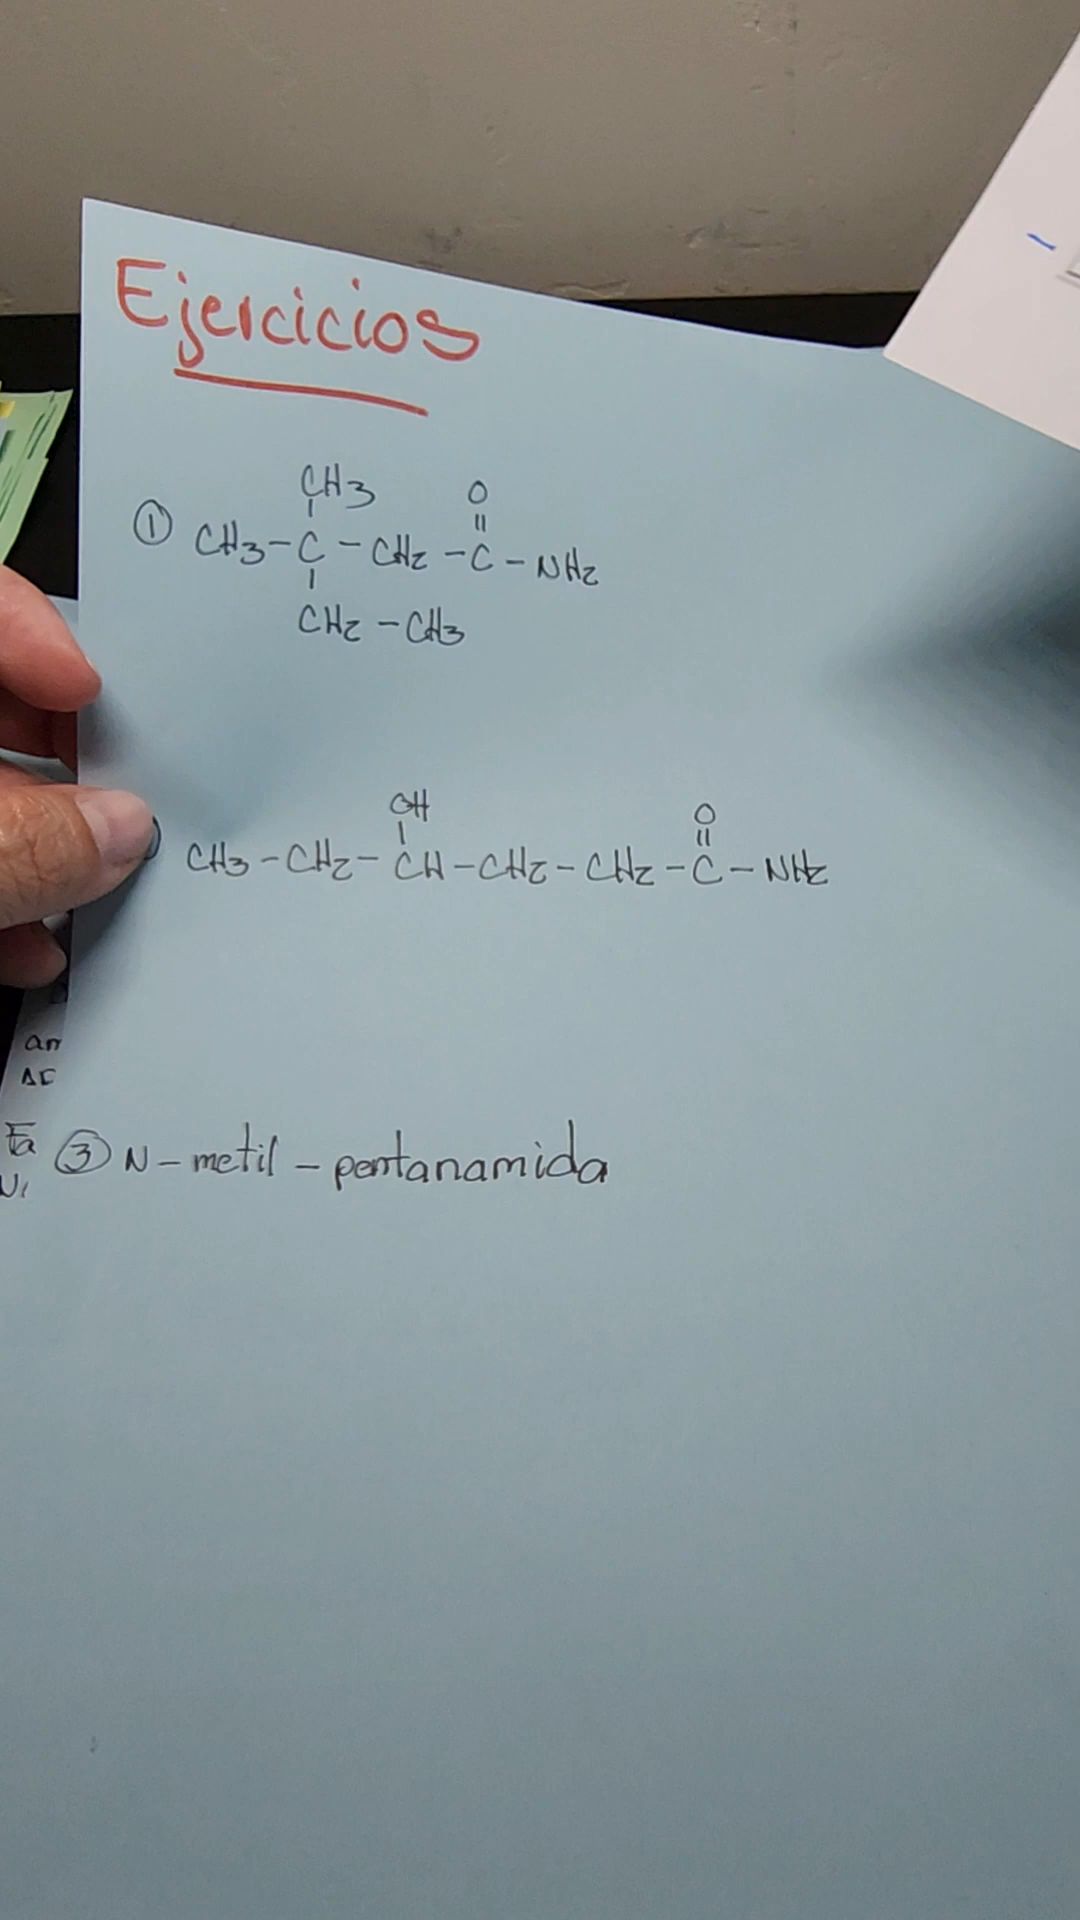 Ejercicios
CH3 O
① CH3-C-CH2-C-NH2
CH2-CH3
OH O
CH3-CH2-CH-CH2-CH2-C-NH2
③ N-metil-pentanamida